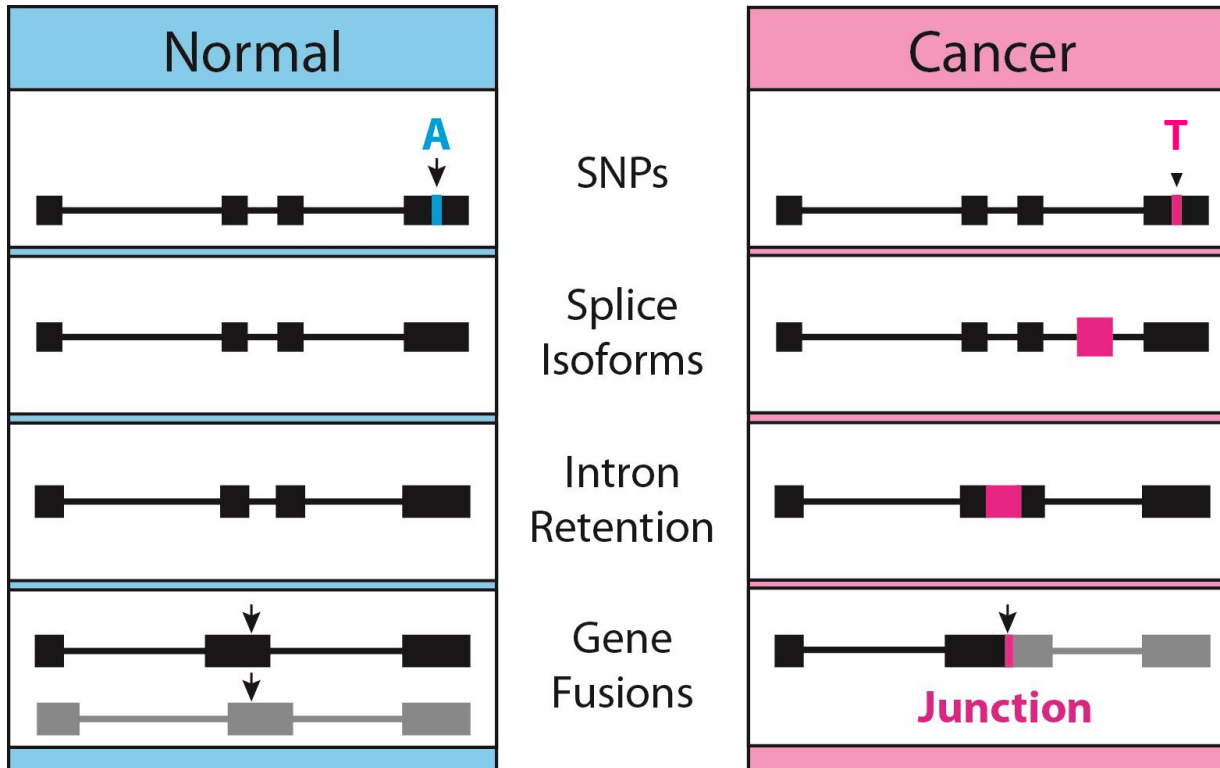 Normal
Cancer
A
SNPs
T
Splice
Isoforms
Intron
Retention
Gene
Fusions
Junction